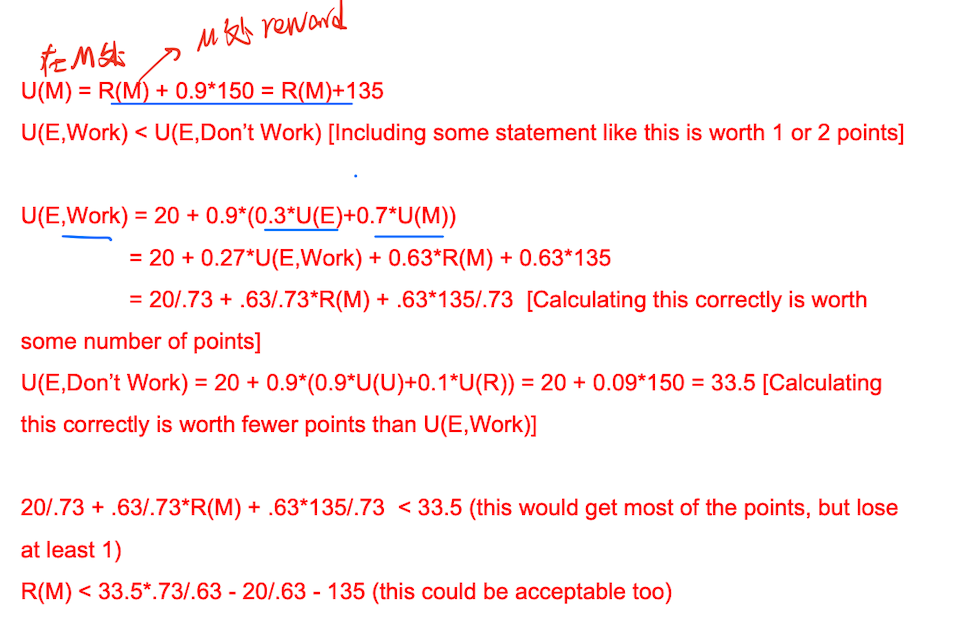 M处 reward
在M处
U(M) = R(M) + 0.9*150 = R(M)+135
U(E,Work) < U(E,Don't Work) [Including some statement like this is worth 1 or 2 points]
U(E,Work) = 20 + 0.9*(0.3*U(E)+0.7*U(M))
= 20 + 0.27*U(E,Work) + 0.63*R(M) + 0.63*135
= 20/.73 + .63/.73*R(M) + .63*135/.73 [Calculating this correctly is worth
some number of points]
U(E,Don't Work) = 20 + 0.9*(0.9*U(U)+0.1*U(R)) = 20 + 0.09*150 = 33.5 [Calculating
this correctly is worth fewer points than U(E,Work)]
20/.73 + .63/.73*R(M) + .63*135/.73 < 33.5 (this would get most of the points, but lose
at least 1)
R(M) < 33.5*.73/.63 - 20/.63 - 135 (this could be acceptable too)